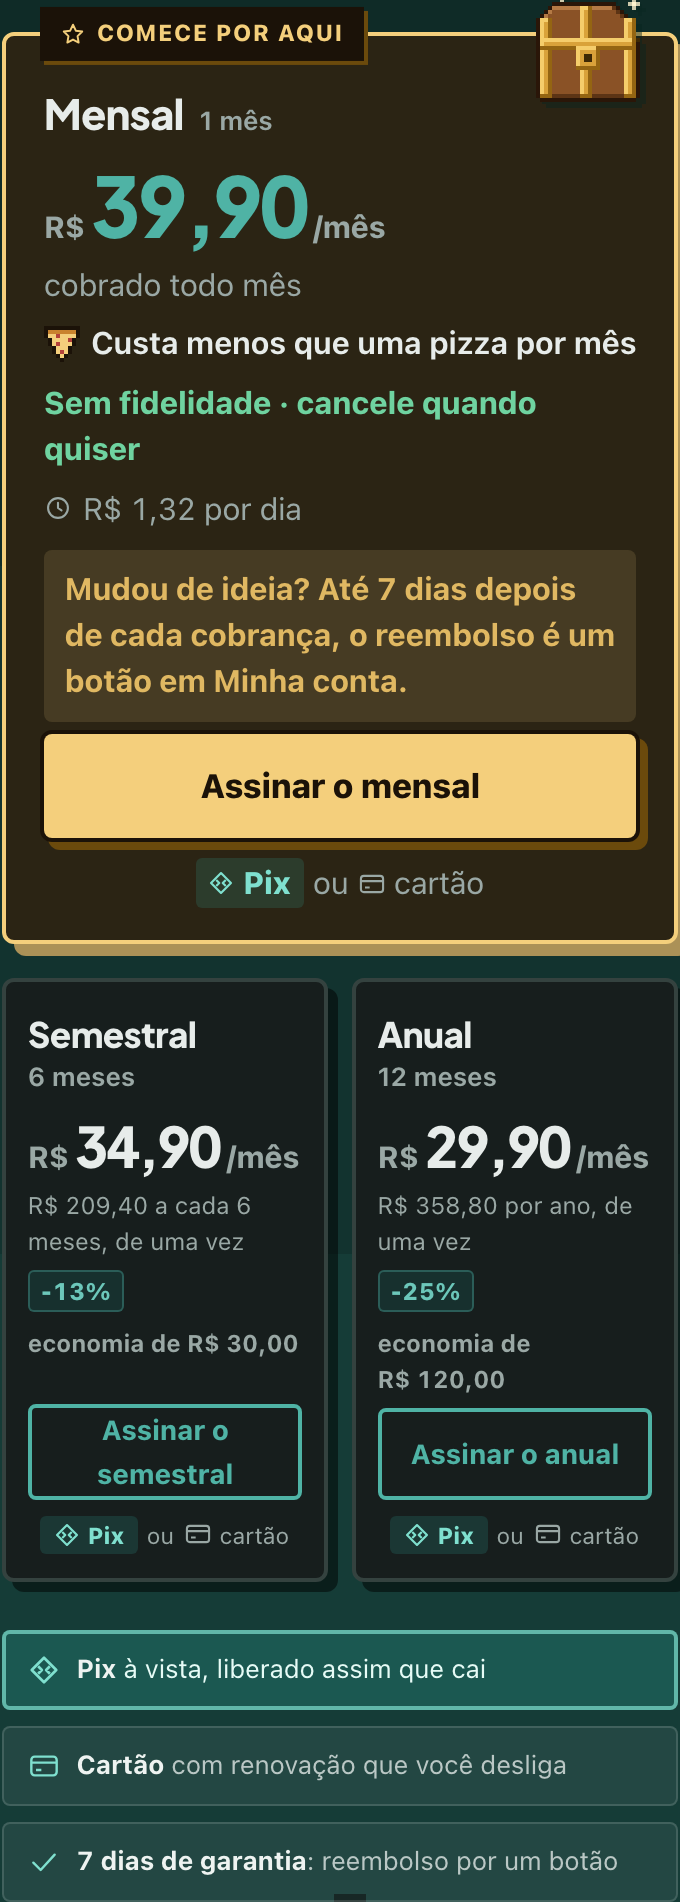 COMECE POR AQUI
Mensal 1 mês
R$ 39,90/mês
cobrado todo mês
Custa menos que uma pizza por mês
Sem fidelidade · cancele quando
quiser
R$ 1,32 por dia
Mudou de ideia? Até 7 dias depois
de cada cobrança, o reembolso é um
botão em Minha conta.
Assinar o mensal
Pix ou cartão
Semestral
6 meses
R$ 34,90/mês
R$ 209,40 a cada 6
meses, de uma vez
-13%
economia de R$ 30,00
Assinar o
semestral
Pix ou cartão
Anual
12 meses
R$ 29,90/mês
R$ 358,80 por ano, de
uma vez
-25%
economia de
R$ 120,00
Assinar o anual
Pix ou cartão
Pix à vista, liberado assim que cai
Cartão com renovação que você desliga
7 dias de garantia: reembolso por um botão